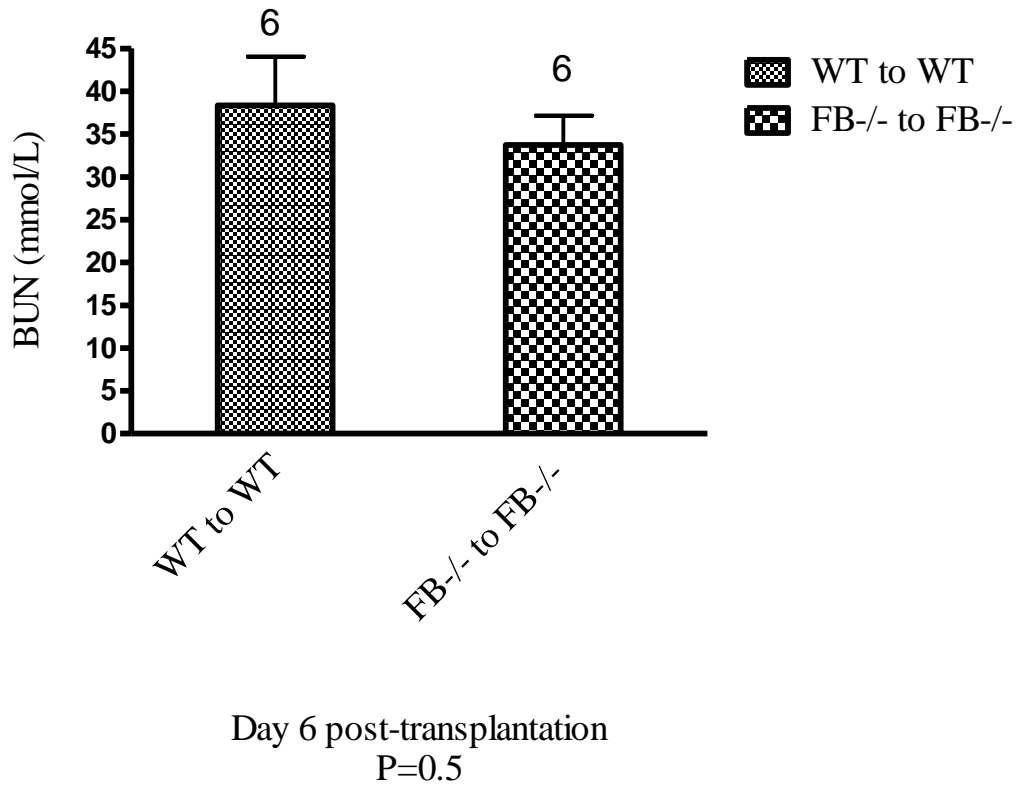 6
6
WT to WT
FB-/- to FB-/-
BUN (mmol/L)
45
40
35
30
25
20
15
10
5
0
WT to WT
FB-/- to FB-/-
Day 6 post-transplantation
P=0.5